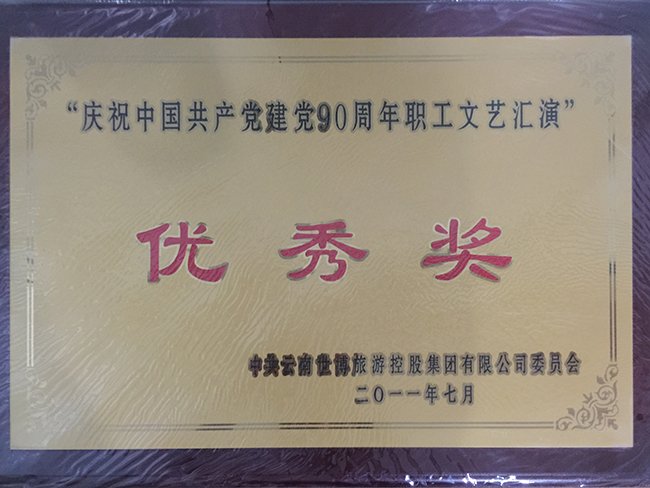 “庆祝中国共产党建党90周年职工文艺汇演”
优秀奖
中共云南世博旅游控股集团有限公司委员会
二〇一一年七月